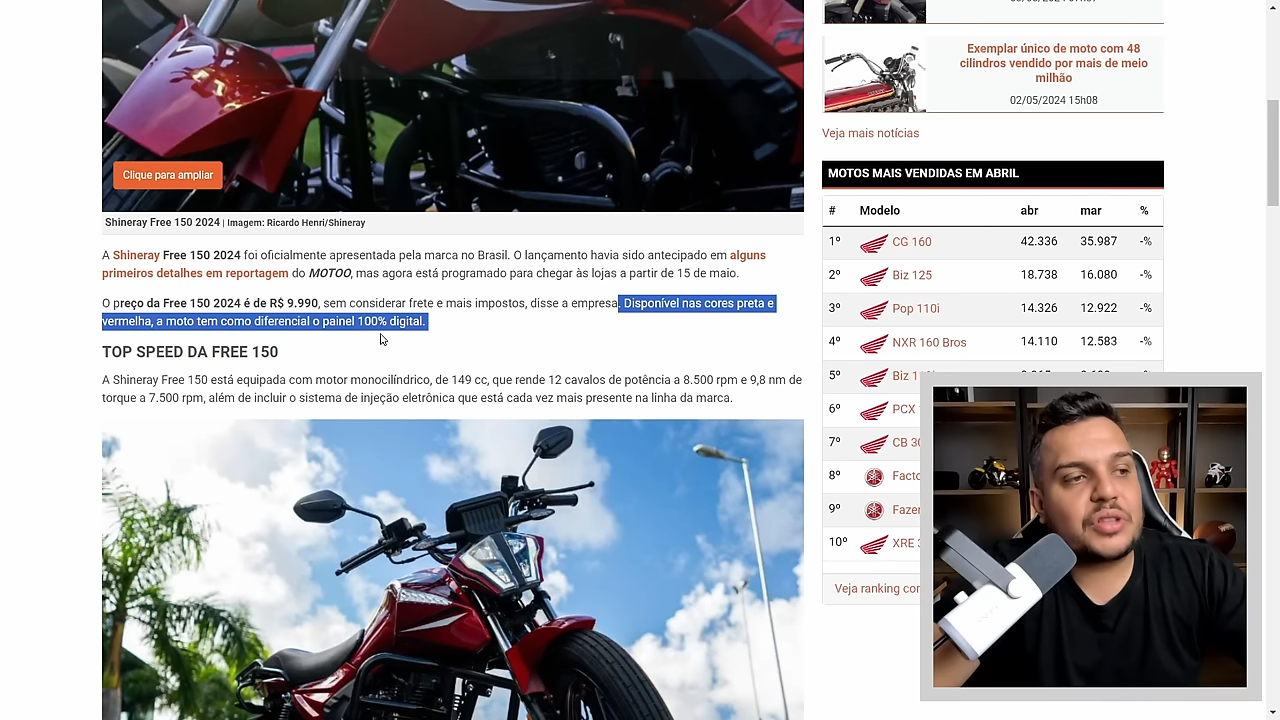 Exemplar único de moto com 48
cilindros vendido por mais de meio
milhão
02/05/2024 15h08
Veja mais notícias
MOTOS MAIS VENDIDAS EM ABRIL
# Modelo abr mar %
1º CG 160 42.336 35.987 -%
2º Biz 125 18.738 16.080 -%
3º Pop 110i 14.326 12.922 -%
4º NXR 160 Bros 14.110 12.583 -%
5º Biz
6º PCX
7º CB
8º
9º
10º XRE
Veja ranking
Clique para ampliar
Shineray Free 150 2024 | Imagem: Ricardo Henri/Shineray
A Shineray Free 150 2024 foi oficialmente apresentada pela marca no Brasil. O lançamento havia sido antecipado em alguns
primeiros detalhes em reportagem do MOTOO, mas agora está programado para chegar às lojas a partir de 15 de maio.
O preço da Free 150 2024 é de R$ 9.990, sem considerar frete e mais impostos, disse a empresa. Disponível nas cores preta e
vermelha, a moto tem como diferencial o painel 100% digital.
TOP SPEED DA FREE 150
A Shineray Free 150 está equipada com motor monocilíndrico, de 149 cc, que rende 12 cavalos de potência a 8.500 rpm e 9,8 nm de
torque a 7.500 rpm, além de incluir o sistema de injeção eletrônica que está cada vez mais presente na linha da marca.